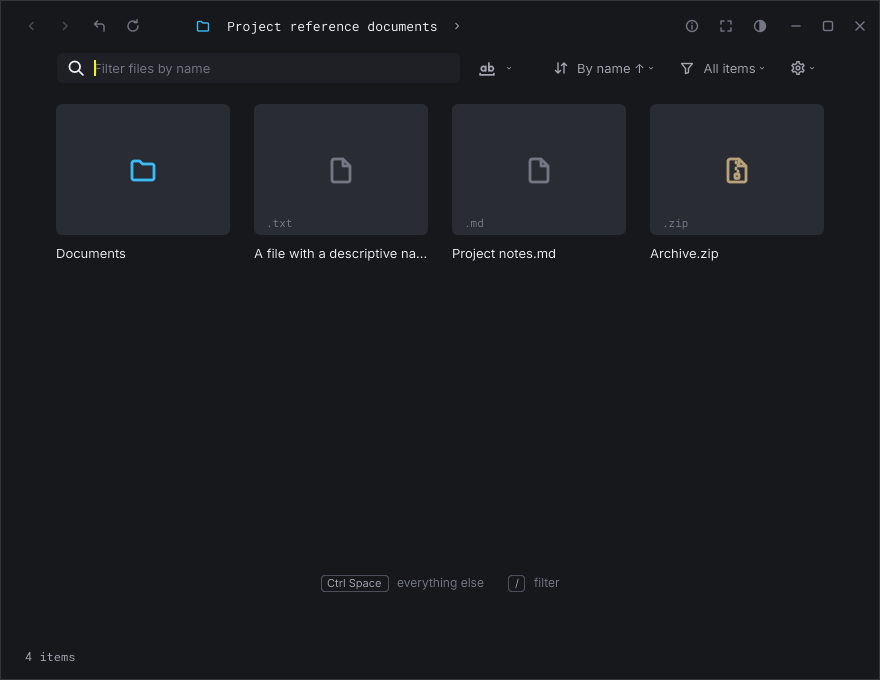 Project reference documents
Filter files by name
ab
By name ↑
All items
.txt
.md
.zip
Documents
A file with a descriptive na...
Project notes.md
Archive.zip
Ctrl Space everything else / filter
4 items